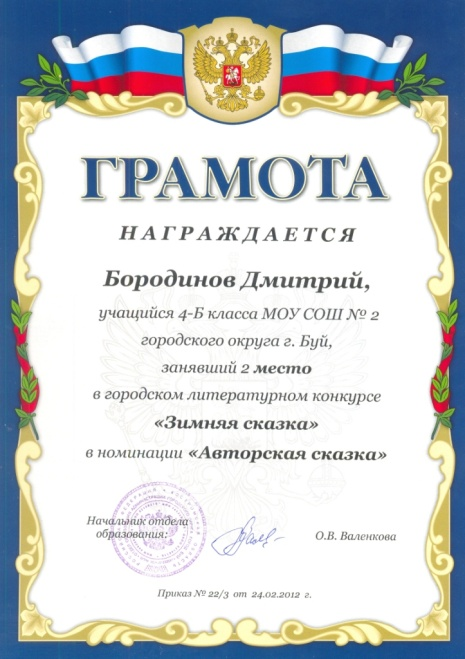 ГРАМОТА
НАГРАЖДАЕТСЯ
Бородинов Дмитрий,
учащийся 4-Б класса МОУ СОШ № 2
городского округа г. Буй,
занявший 2 место
в городском литературном конкурсе
«Зимняя сказка»
в номинации «Авторская сказка»
Начальник отдела
образования:
О.В. Валенкова
Приказ № 22/3 от 24.02.2012 г.